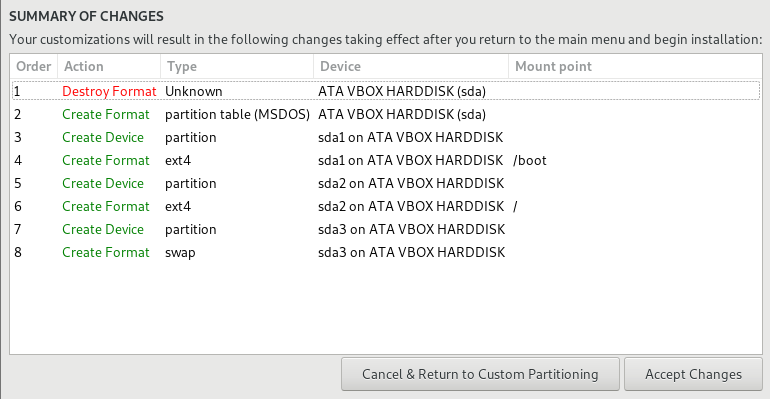 SUMMARY OF CHANGES
Your customizations will result in the following changes taking effect after you return to the main menu and begin installation:
Order Action Type Device Mount point
1 Destroy Format Unknown ATA VBOX HARDDISK (sda)
2 Create Format partition table (MSDOS) ATA VBOX HARDDISK (sda)
3 Create Device partition sda1 on ATA VBOX HARDDISK
4 Create Format ext4 sda1 on ATA VBOX HARDDISK /boot
5 Create Device partition sda2 on ATA VBOX HARDDISK
6 Create Format ext4 sda2 on ATA VBOX HARDDISK /
7 Create Device partition sda3 on ATA VBOX HARDDISK
8 Create Format swap sda3 on ATA VBOX HARDDISK
Cancel & Return to Custom Partitioning Accept Changes